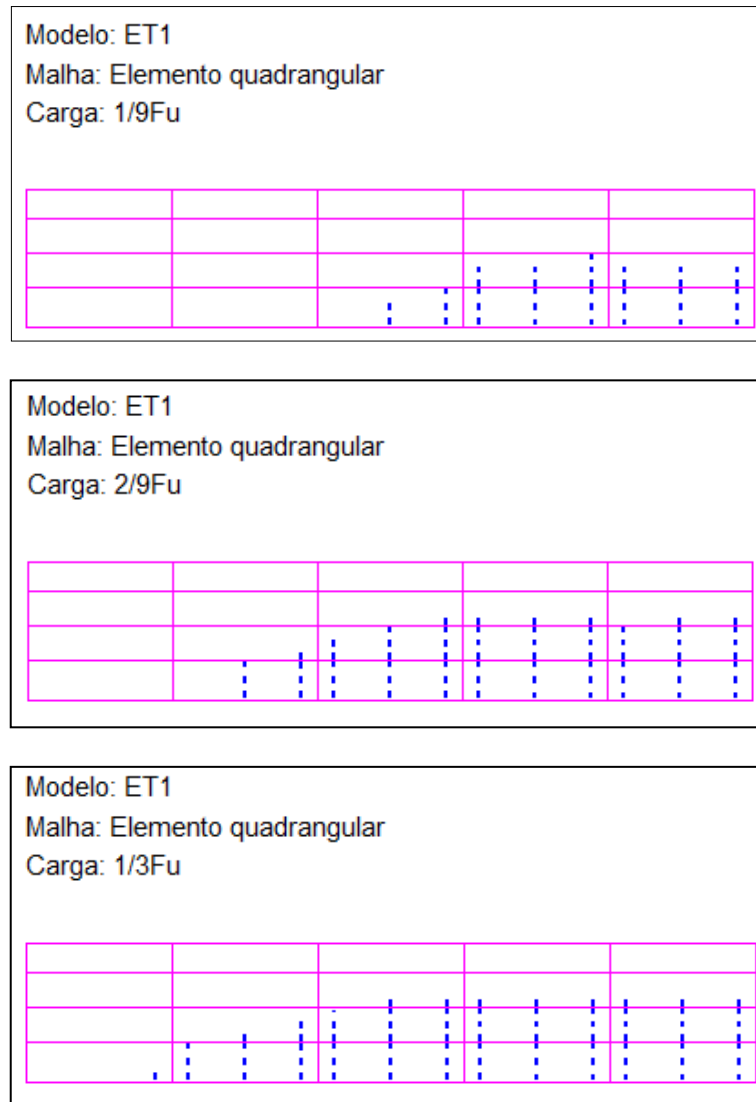 Modelo: ET1
Malha: Elemento quadrangular
Carga: 1/9Fu
Modelo: ET1
Malha: Elemento quadrangular
Carga: 2/9Fu
Modelo: ET1
Malha: Elemento quadrangular
Carga: 1/3Fu